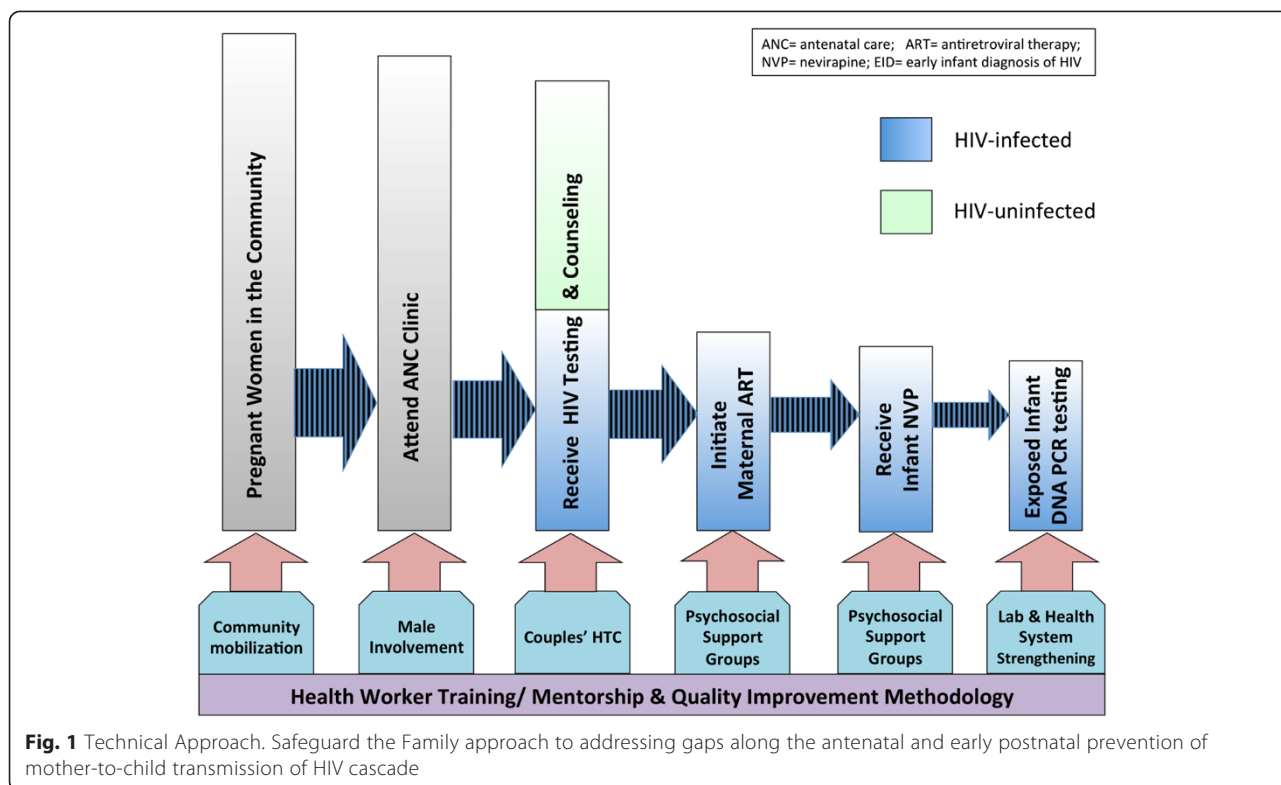 ANC= antenatal care;   ART= antiretroviral therapy;
NVP= nevirapine; EID= early infant diagnosis of HIV
HIV-infected
HIV-uninfected
Pregnant Women in the Community
Attend ANC Clinic
Receive HIV Testing & Counseling
Initiate
Maternal ART
Receive
Infant NVP
Exposed Infant
DNA PCR testing
Community
mobilization
Male
Involvement
Couples’ HTC
Psychosocial
Support
Groups
Psychosocial
Support
Groups
Lab & Health
System
Strengthening
Health Worker Training/ Mentorship & Quality Improvement Methodology
Fig. 1 Technical Approach. Safeguard the Family approach to addressing gaps along the antenatal and early postnatal prevention of
mother-to-child transmission of HIV cascade